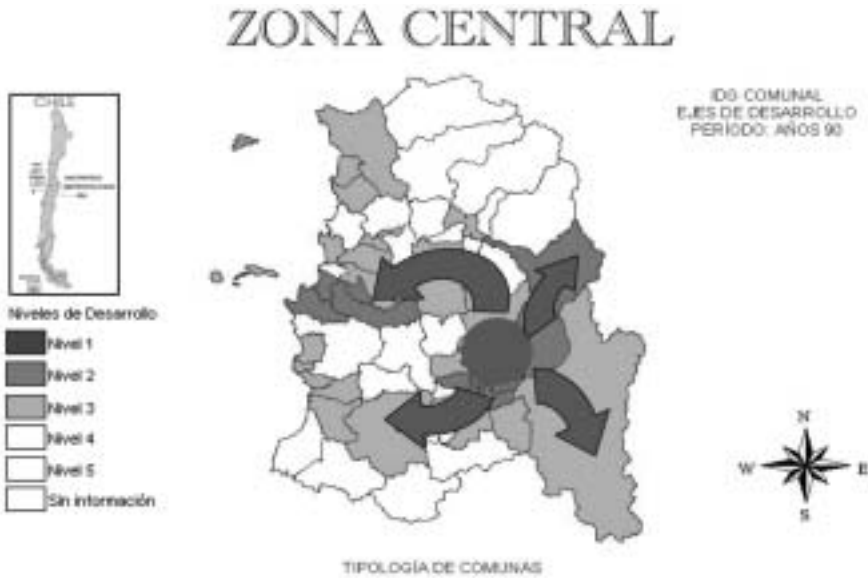 ZONA CENTRAL
CHILE
IDG COMUNAL
EJES DE DESARROLLO
PERÍODO: AÑOS 90
Niveles de Desarrollo
Nivel 1
Nivel 2
Nivel 3
Nivel 4
Nivel 5
Sin información
N
W
E
S
TIPOLOGÍA DE COMUNAS